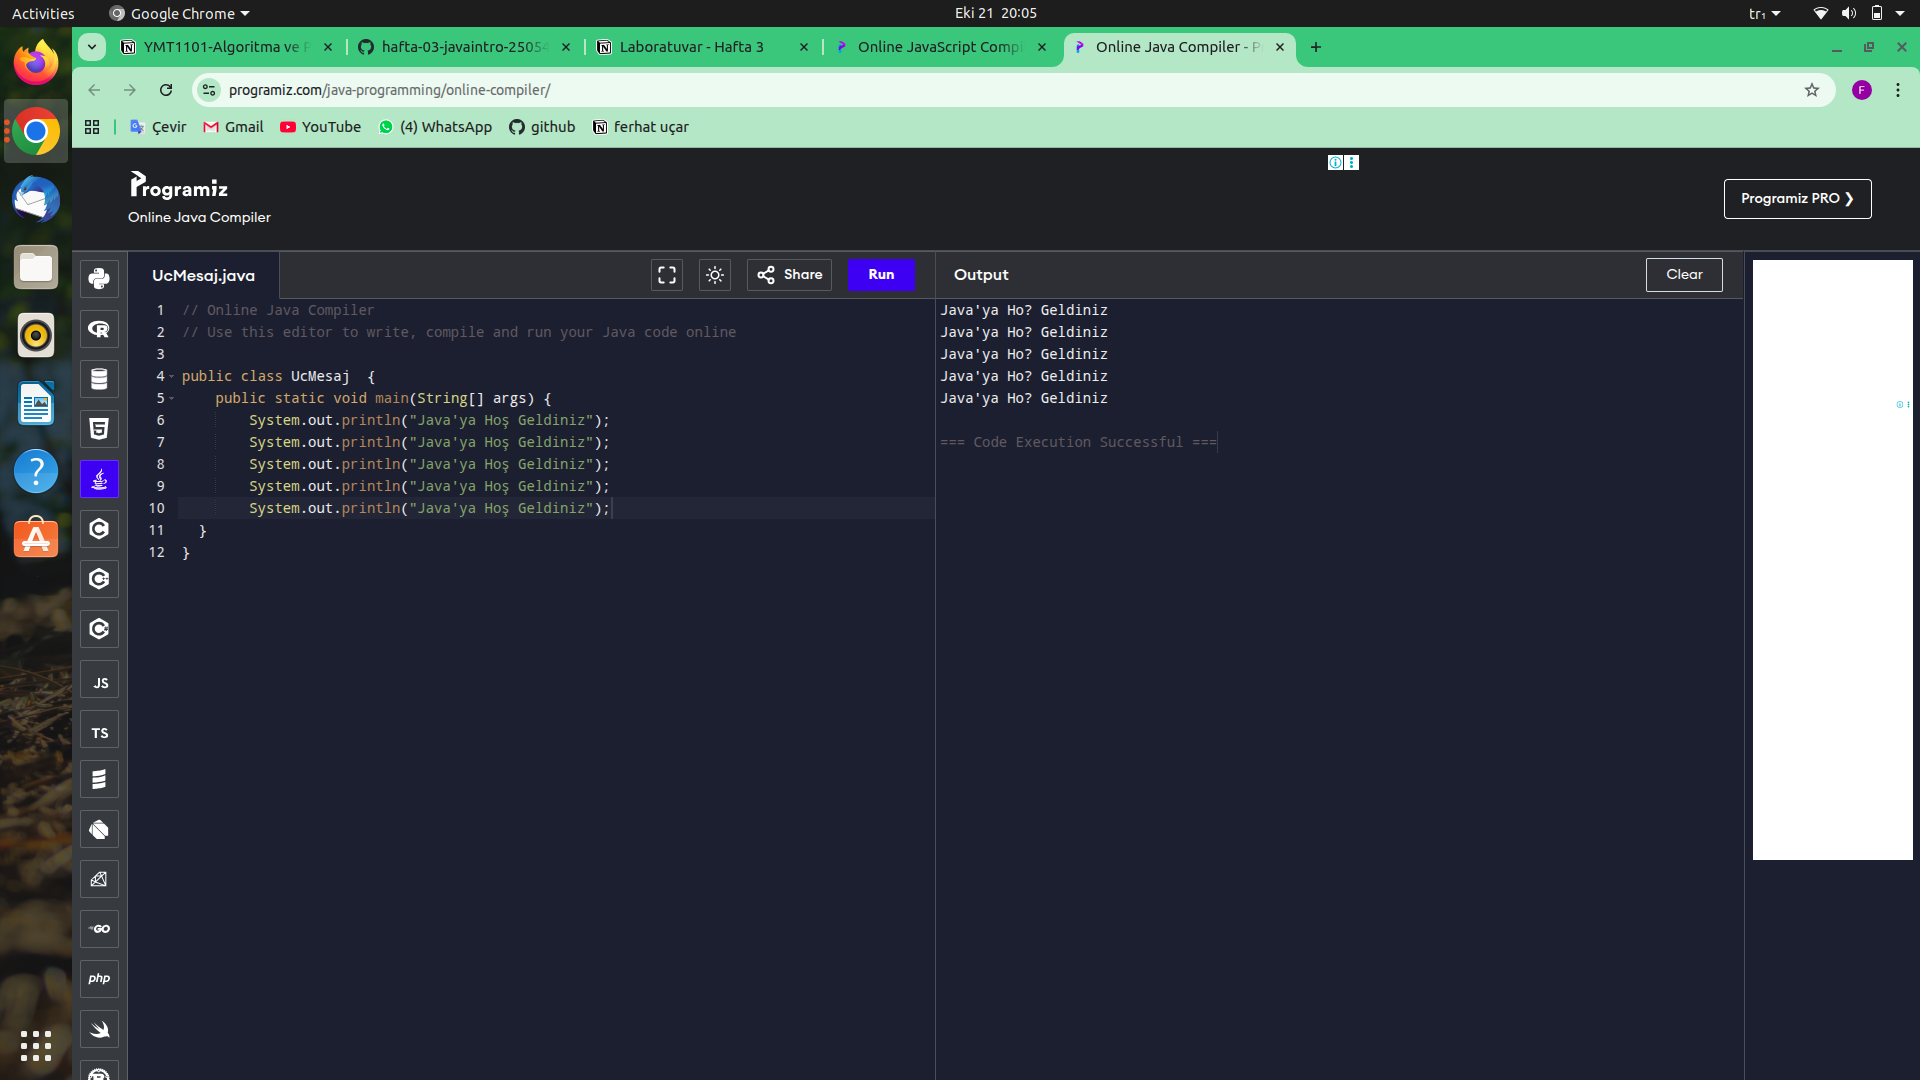 Activities
Google Chrome
Eki 21 20:05
tr₁
YMT1101-Algoritma ve
hafta-03-javaintro-25054
Laboratuvar - Hafta 3
Online JavaScript Compi
Online Java Compiler - P
programiz.com/java-programming/online-compiler/
F
Çevir
Gmail
YouTube
(4) WhatsApp
github
ferhat uçar
Programiz
Online Java Compiler
Programiz PRO ❯
UcMesaj.java
Share
Run
Output
Clear
1 // Online Java Compiler
2 // Use this editor to write, compile and run your Java code online
3
4 public class UcMesaj  {
5 public static void main(String[] args) {
6 System.out.println("Java'ya Hoş Geldiniz");
7 System.out.println("Java'ya Hoş Geldiniz");
8 System.out.println("Java'ya Hoş Geldiniz");
9 System.out.println("Java'ya Hoş Geldiniz");
10 System.out.println("Java'ya Hoş Geldiniz");
11 }
12 }
Java'ya Ho? Geldiniz
Java'ya Ho? Geldiniz
Java'ya Ho? Geldiniz
Java'ya Ho? Geldiniz
Java'ya Ho? Geldiniz
=== Code Execution Successful ===
JS
TS
GO
php